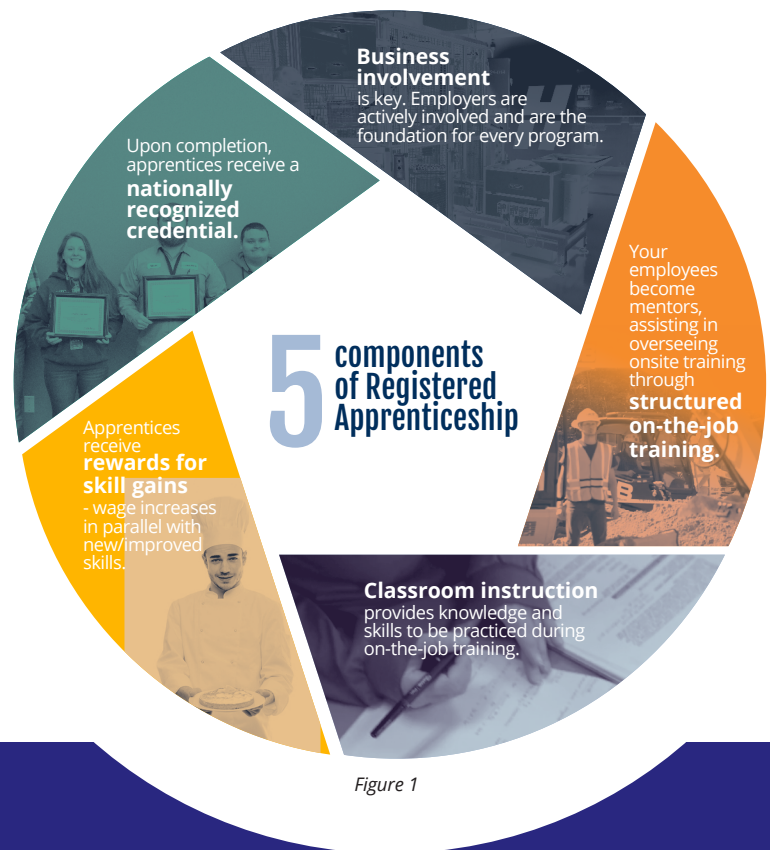 Business
involvement
is key. Employers are
actively involved and are the
foundation for every program.
Your
employees
become
mentors,
assisting in
overseeing
onsite training
through
structured
on-the-job
training.
Classroom instruction
provides knowledge and
skills to be practiced during
on-the-job training.
Apprentices
receive
rewards for
skill gains
- wage increases
in parallel with
new/improved
skills.
Upon completion,
apprentices receive a
nationally
recognized
credential.
5 components
of Registered
Apprenticeship
Figure 1